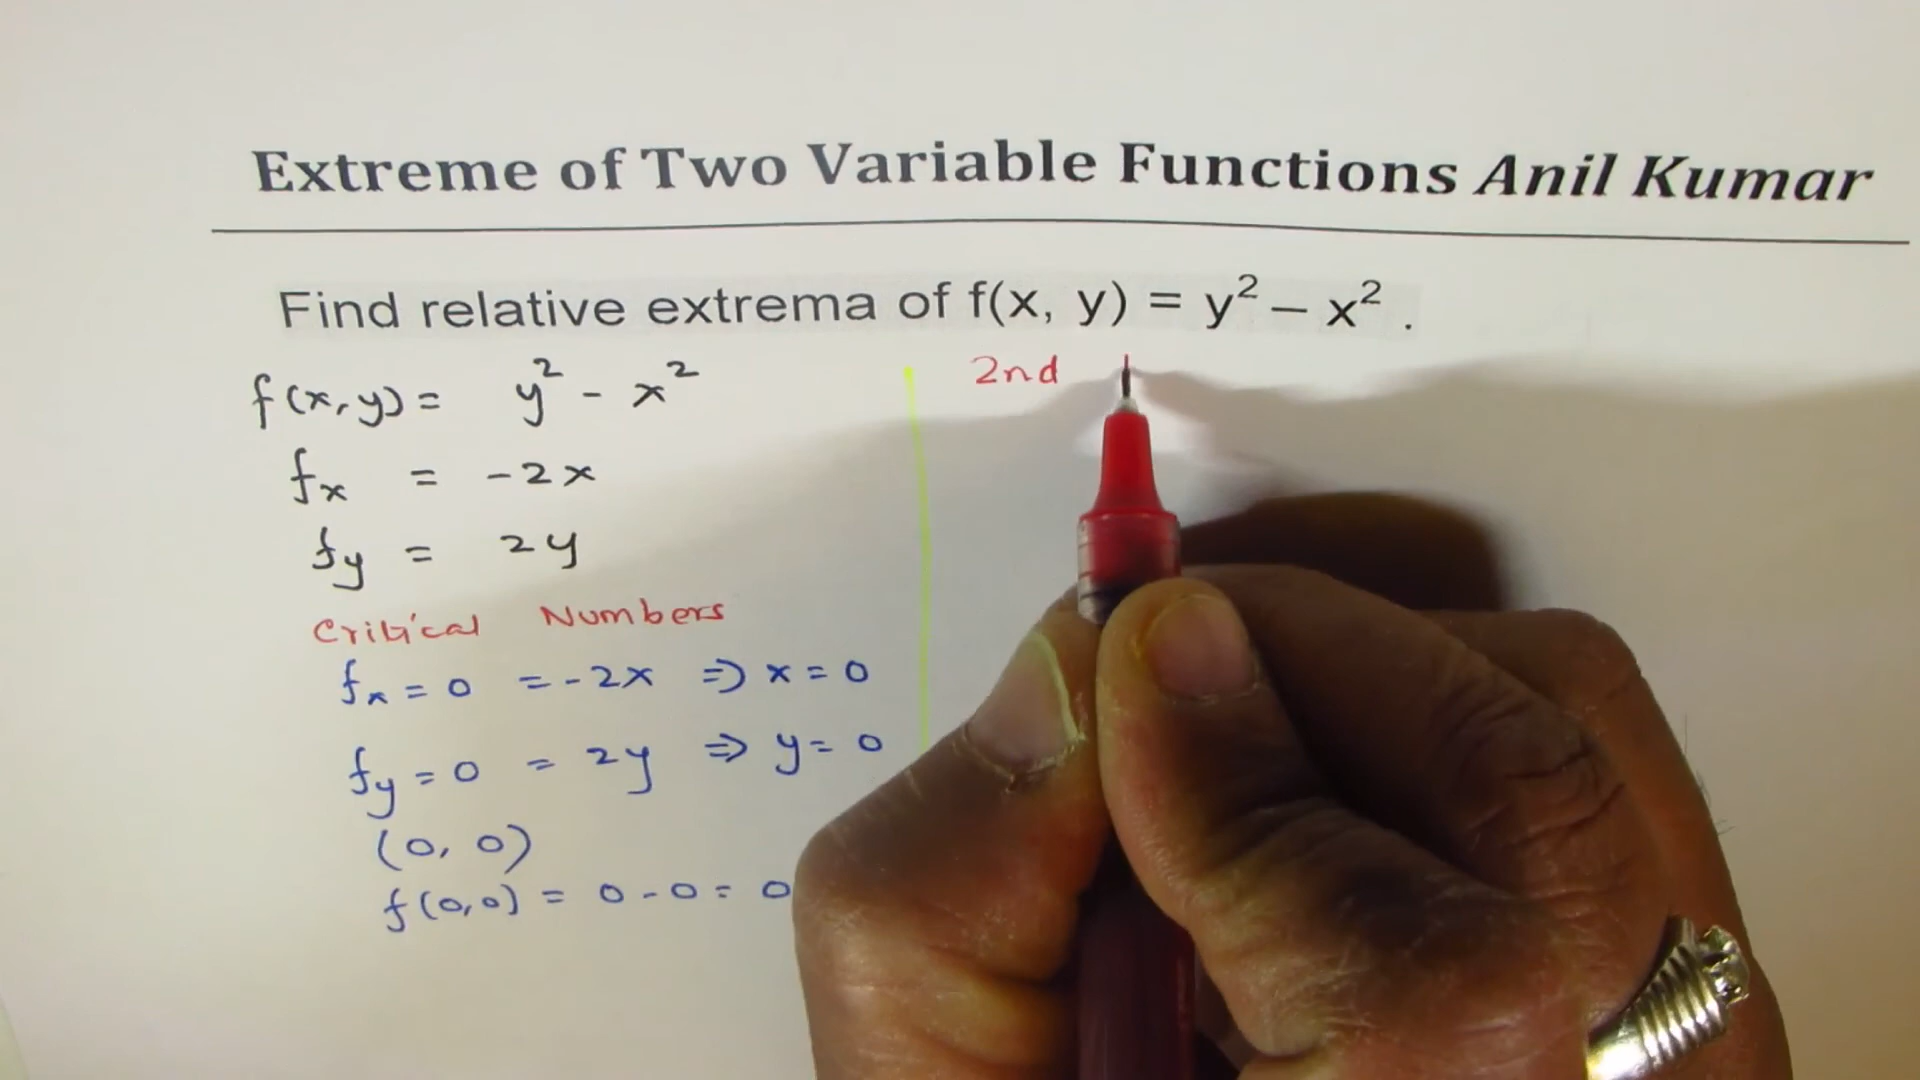 Extreme of Two Variable Functions Anil Kumar
Find relative extrema of f(x, y) = y² – x² .
f(x,y) = y² - x²
fx = -2x
fy = 2y
Critical Numbers
fx = 0 = -2x => x = 0
fy = 0 = 2y => y = 0
(0, 0)
f(0,0) = 0 - 0 = 0
2nd